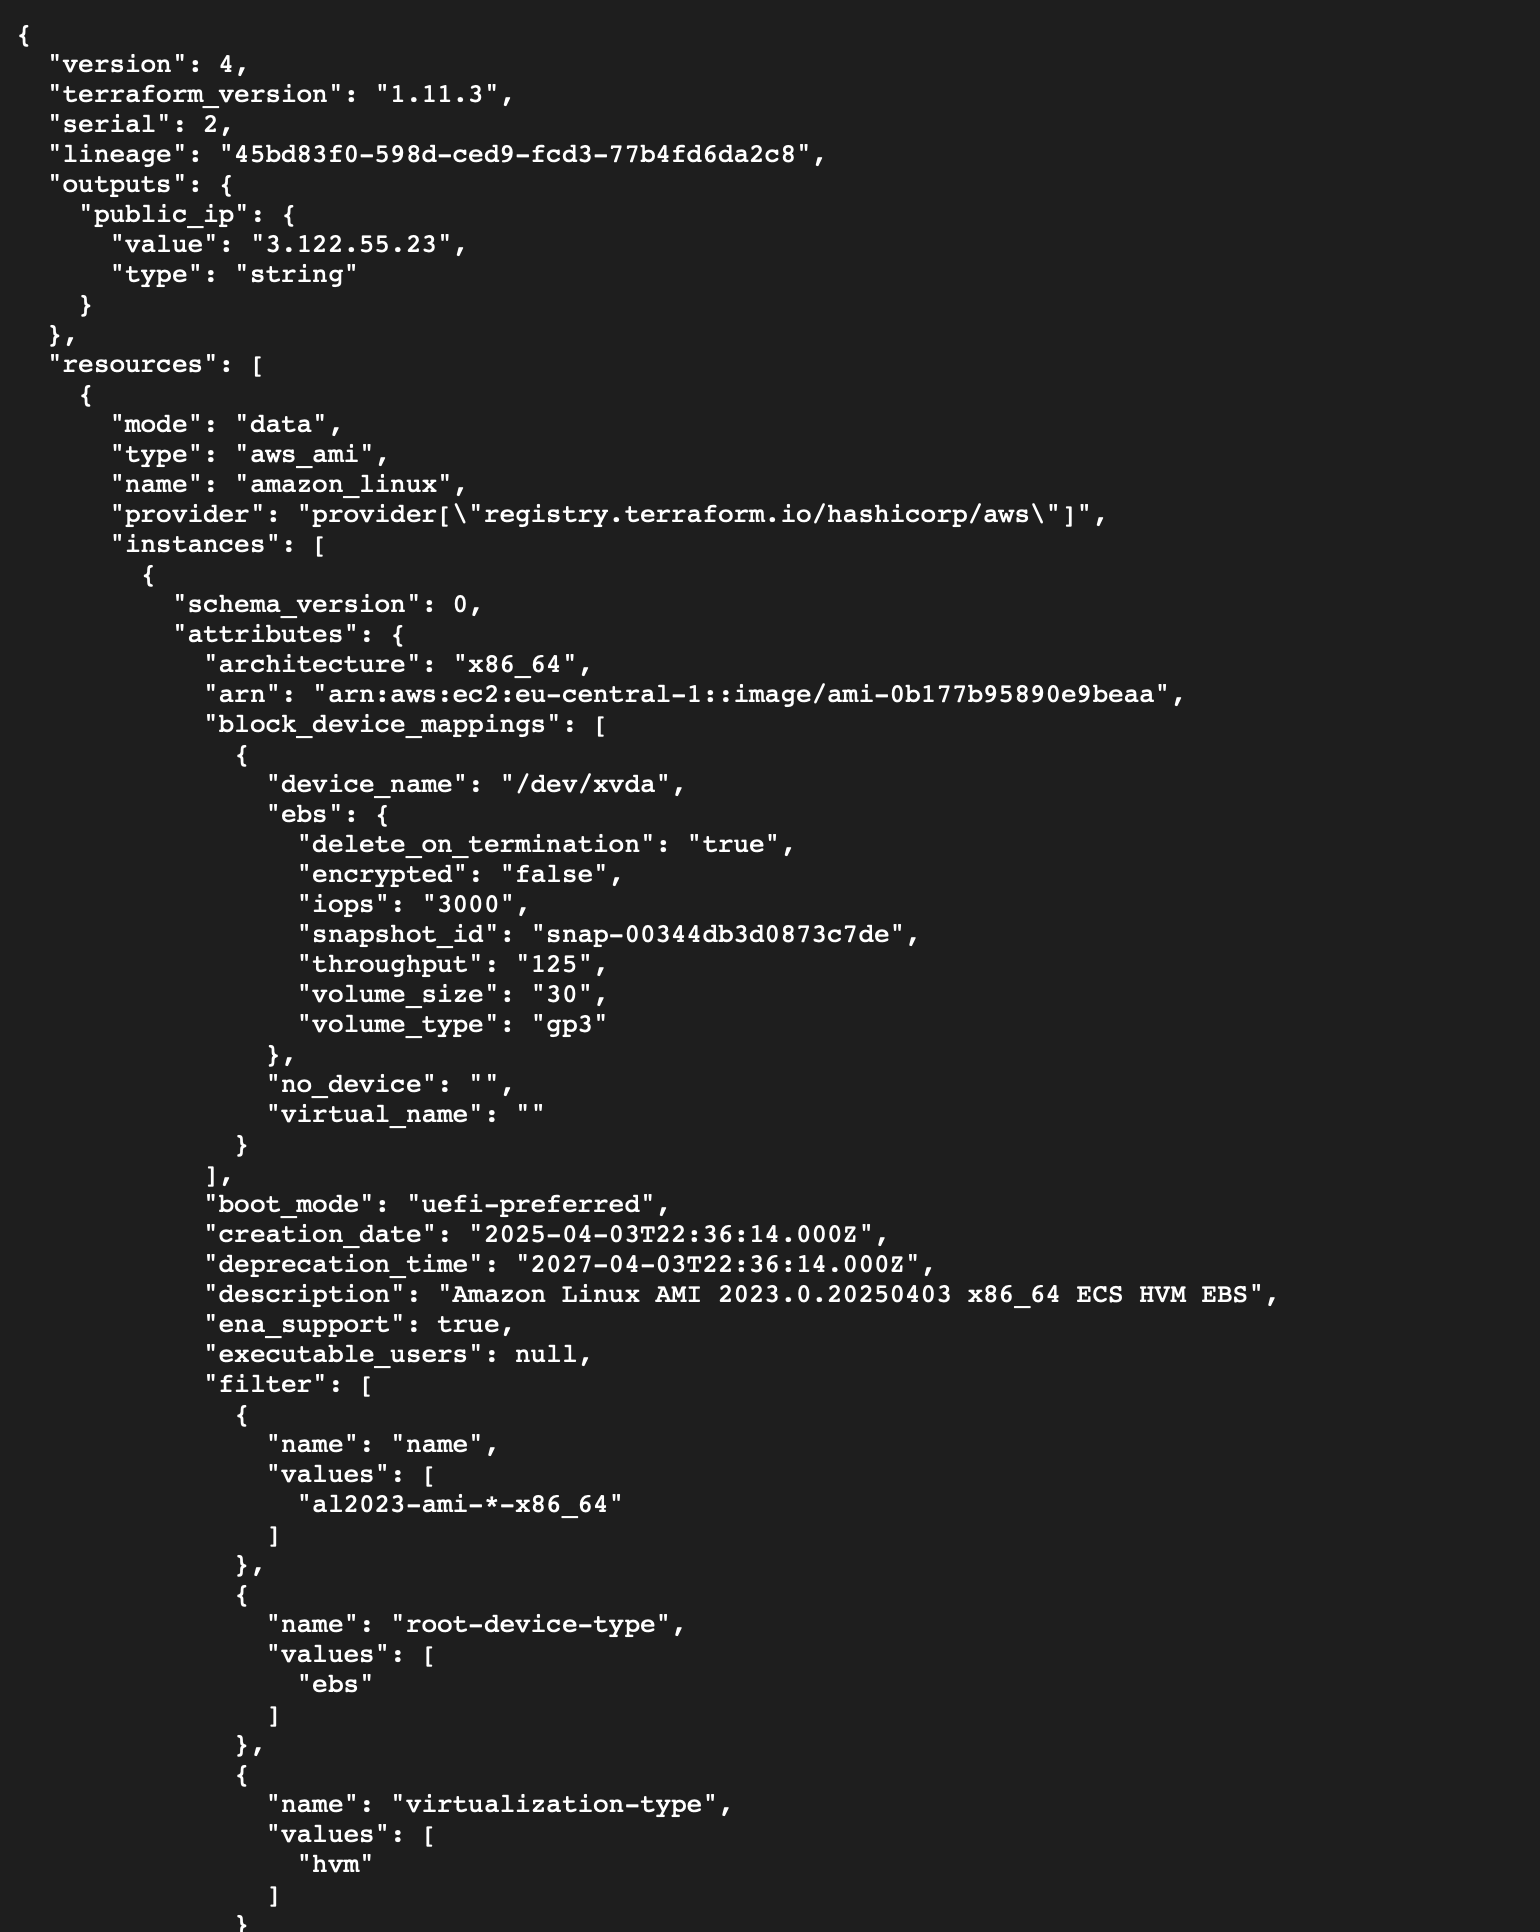 {
  "version": 4,
  "terraform_version": "1.11.3",
  "serial": 2,
  "lineage": "45bd83f0-598d-ced9-fcd3-77b4fd6da2c8",
  "outputs": {
    "public_ip": {
      "value": "3.122.55.23",
      "type": "string"
    }
  },
  "resources": [
    {
      "mode": "data",
      "type": "aws_ami",
      "name": "amazon_linux",
      "provider": "provider[\"registry.terraform.io/hashicorp/aws\"]",
      "instances": [
        {
          "schema_version": 0,
          "attributes": {
            "architecture": "x86_64",
            "arn": "arn:aws:ec2:eu-central-1::image/ami-0b177b95890e9beaa",
            "block_device_mappings": [
              {
                "device_name": "/dev/xvda",
                "ebs": {
                  "delete_on_termination": "true",
                  "encrypted": "false",
                  "iops": "3000",
                  "snapshot_id": "snap-00344db3d0873c7de",
                  "throughput": "125",
                  "volume_size": "30",
                  "volume_type": "gp3"
                },
                "no_device": "",
                "virtual_name": ""
              }
            ],
            "boot_mode": "uefi-preferred",
            "creation_date": "2025-04-03T22:36:14.000Z",
            "deprecation_time": "2027-04-03T22:36:14.000Z",
            "description": "Amazon Linux AMI 2023.0.20250403 x86_64 ECS HVM EBS",
            "ena_support": true,
            "executable_users": null,
            "filter": [
              {
                "name": "name",
                "values": [
                  "al2023-ami-*-x86_64"
                ]
              },
              {
                "name": "root-device-type",
                "values": [
                  "ebs"
                ]
              },
              {
                "name": "virtualization-type",
                "values": [
                  "hvm"
                ]
              }